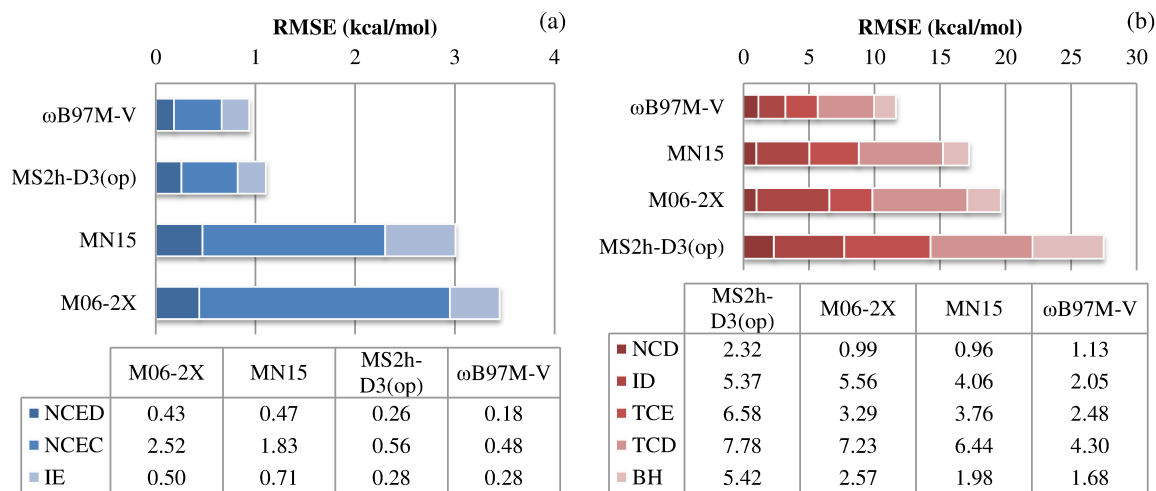 (a)
RMSE (kcal/mol)
0 1 2 3 4
ωB97M-V
MS2h-D3(op)
MN15
M06-2X
M06-2X MN15 MS2h-D3(op) ωB97M-V
NCED 0.43 0.47 0.26 0.18
NCEC 2.52 1.83 0.56 0.48
IE 0.50 0.71 0.28 0.28
(b)
RMSE (kcal/mol)
0 5 10 15 20 25 30
ωB97M-V
MN15
M06-2X
MS2h-D3(op)
MS2h-D3(op) M06-2X MN15 ωB97M-V
NCD 2.32 0.99 0.96 1.13
ID 5.37 5.56 4.06 2.05
TCE 6.58 3.29 3.76 2.48
TCD 7.78 7.23 6.44 4.30
BH 5.42 2.57 1.98 1.68